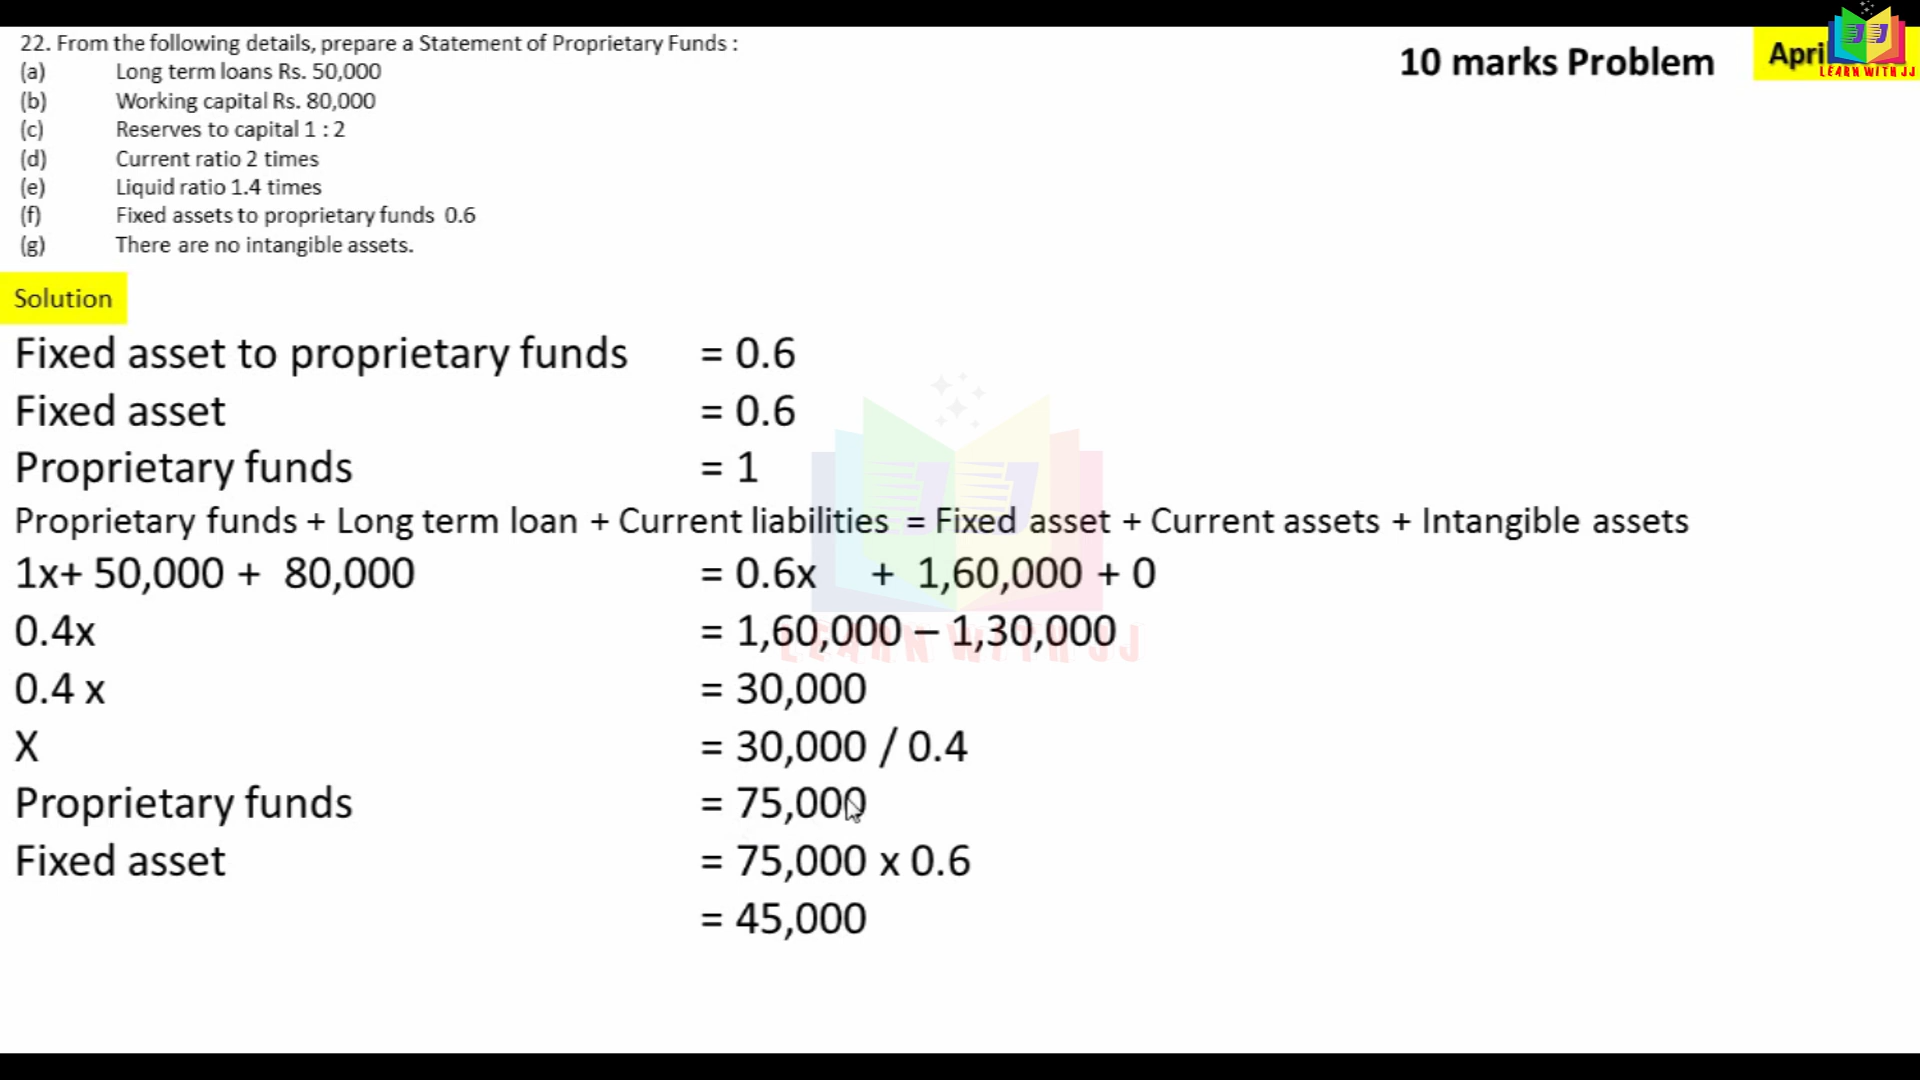 22. From the following details, prepare a Statement of Proprietary Funds :
(a) Long term loans Rs. 50,000
(b) Working capital Rs. 80,000
(c) Reserves to capital 1 : 2
(d) Current ratio 2 times
(e) Liquid ratio 1.4 times
(f) Fixed assets to proprietary funds 0.6
(g) There are no intangible assets.
10 marks Problem
LEARN WITH JJ
Solution
Fixed asset to proprietary funds = 0.6
Fixed asset = 0.6
Proprietary funds = 1
Proprietary funds + Long term loan + Current liabilities = Fixed asset + Current assets + Intangible assets
1x+ 50,000 + 80,000 = 0.6x + 1,60,000 + 0
0.4x = 1,60,000 – 1,30,000
0.4 x = 30,000
X = 30,000 / 0.4
Proprietary funds = 75,000
Fixed asset = 75,000 x 0.6
= 45,000
LEARN WITH JJ